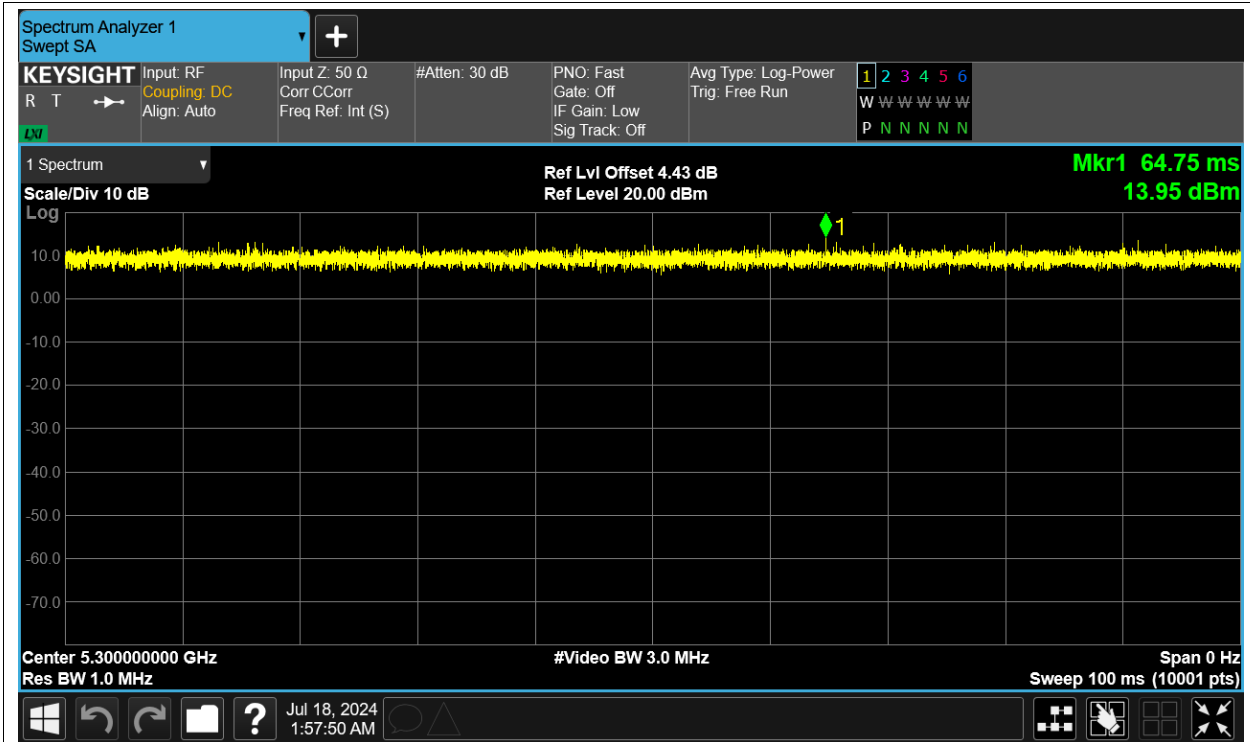 Spectrum Analyzer 1
Swept SA
KEYSIGHT
R T
LXI
Input: RF
Coupling: DC
Align: Auto
Input Z: 50 Ω
Corr CCorr
Freq Ref: Int (S)
#Atten: 30 dB
PNO: Fast
Gate: Off
IF Gain: Low
Sig Track: Off
Avg Type: Log-Power
Trig: Free Run
1 2 3 4 5 6
W W W W W W
P N N N N N
1 Spectrum
Scale/Div 10 dB
Ref Lvl Offset 4.43 dB
Ref Level 20.00 dBm
Mkr1 64.75 ms
13.95 dBm
Log
1
10.0
0.00
-10.0
-20.0
-30.0
-40.0
-50.0
-60.0
-70.0
Center 5.300000000 GHz
#Video BW 3.0 MHz
Span 0 Hz
Res BW 1.0 MHz
Sweep 100 ms (10001 pts)
?
Jul 18, 2024
1:57:50 AM